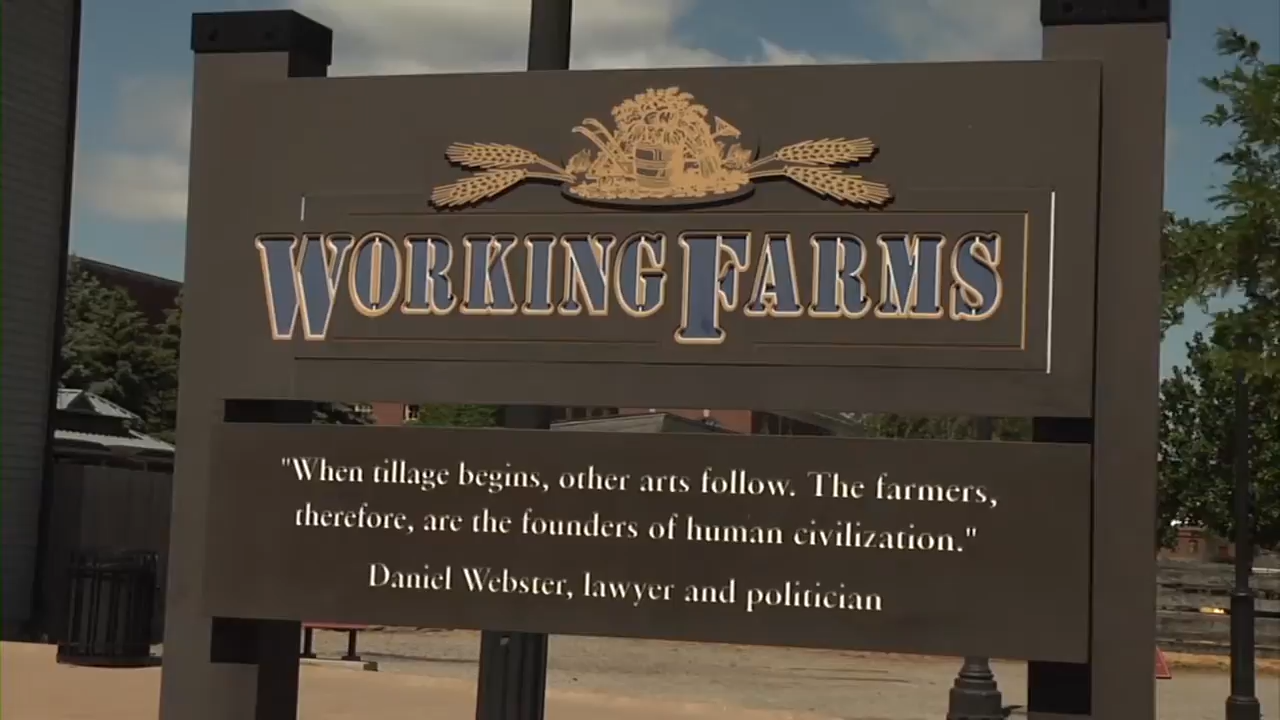 WORKING FARMS
"When tillage begins, other arts follow. The farmers,
therefore, are the founders of human civilization."
Daniel Webster, lawyer and politician